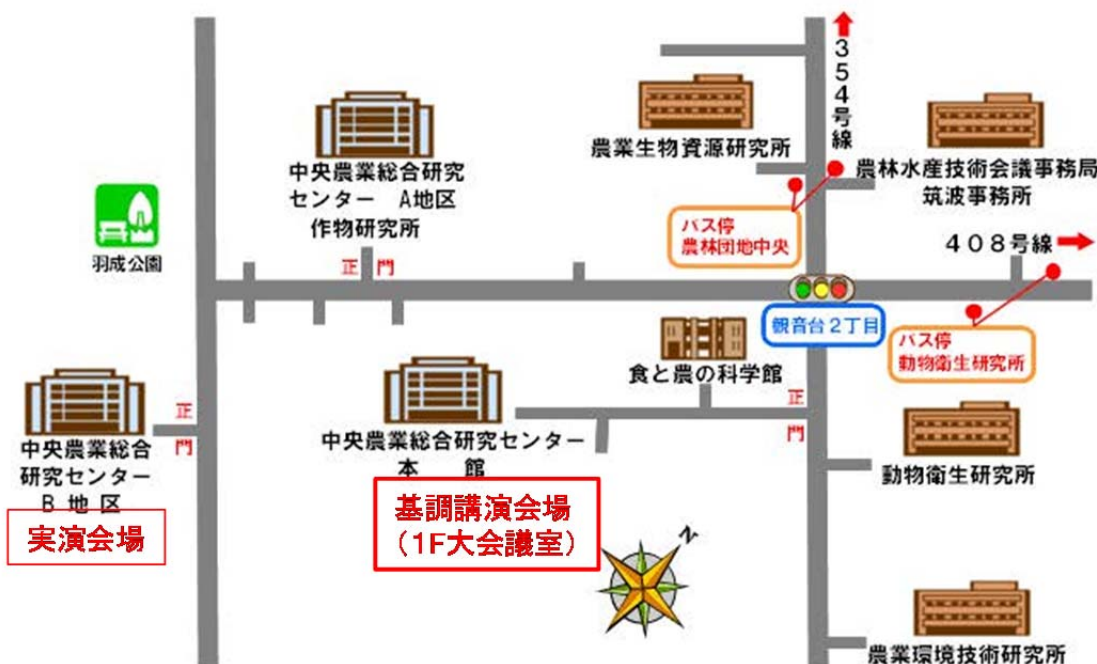 354号線
農業生物資源研究所
農林水産技術会議事務局
筑波事務所
中央農業総合研究
センター A地区
作物研究所
バス停
農林団地中央
羽成公園
正門
408号線
観音台2丁目
バス停
動物衛生研究所
食と農の科学館
正門
正門
中央農業総合
研究センター
B地区
実演会場
中央農業総合研究センター
本 館
基調講演会場
(1F大会議室)
動物衛生研究所
N
農業環境技術研究所